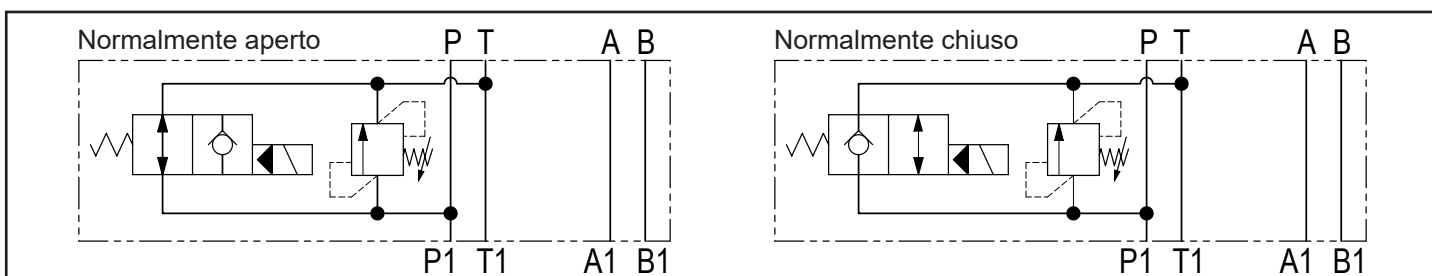 Normalmente aperto P T A B
P1 T1 A1 B1
Normalmente chiuso P T A B
P1 T1 A1 B1